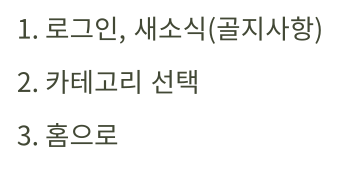 1. 로그인, 새소식(골지사항)
2. 카테고리 선택
3. 홈으로